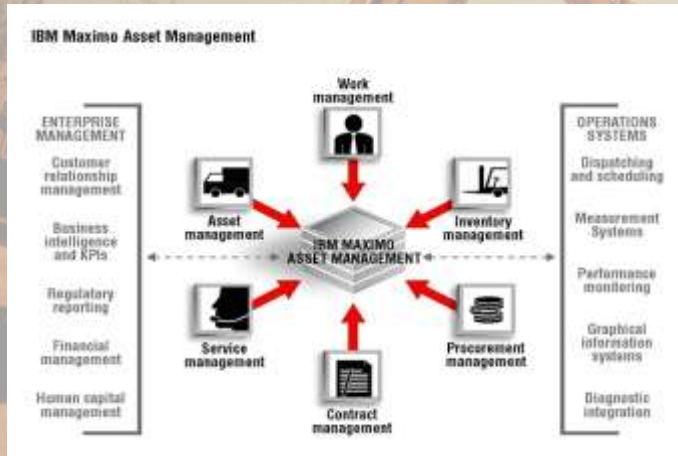 IBM Maximo Asset Management
Work
management
ENTERPRISE
MANAGEMENT
Customer
relationship
management
Business
intelligence
and KPIs
Regulatory
reporting
Financial
management
Human capital
management
Asset
management
Service
management
IBM MAXIMO
ASSET MANAGEMENT
Contract
management
Inventory
management
Procurement
management
OPERATIONS
SYSTEMS
Dispatching
and scheduling
Measurement
Systems
Performance
monitoring
Graphical
information
systems
Diagnostic
integration